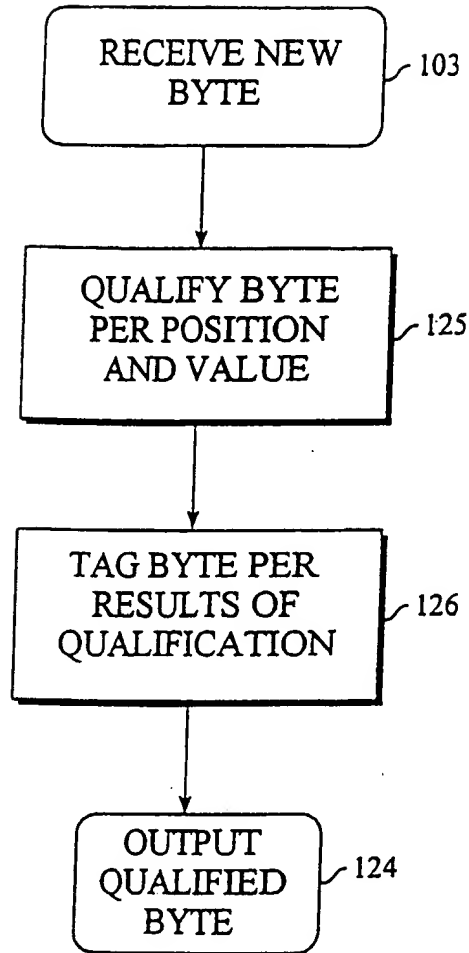 RECEIVE NEW
BYTE
103
QUALIFY BYTE
PER POSITION
AND VALUE
125
TAG BYTE PER
RESULTS OF
QUALIFICATION
126
OUTPUT
QUALIFIED
BYTE
124